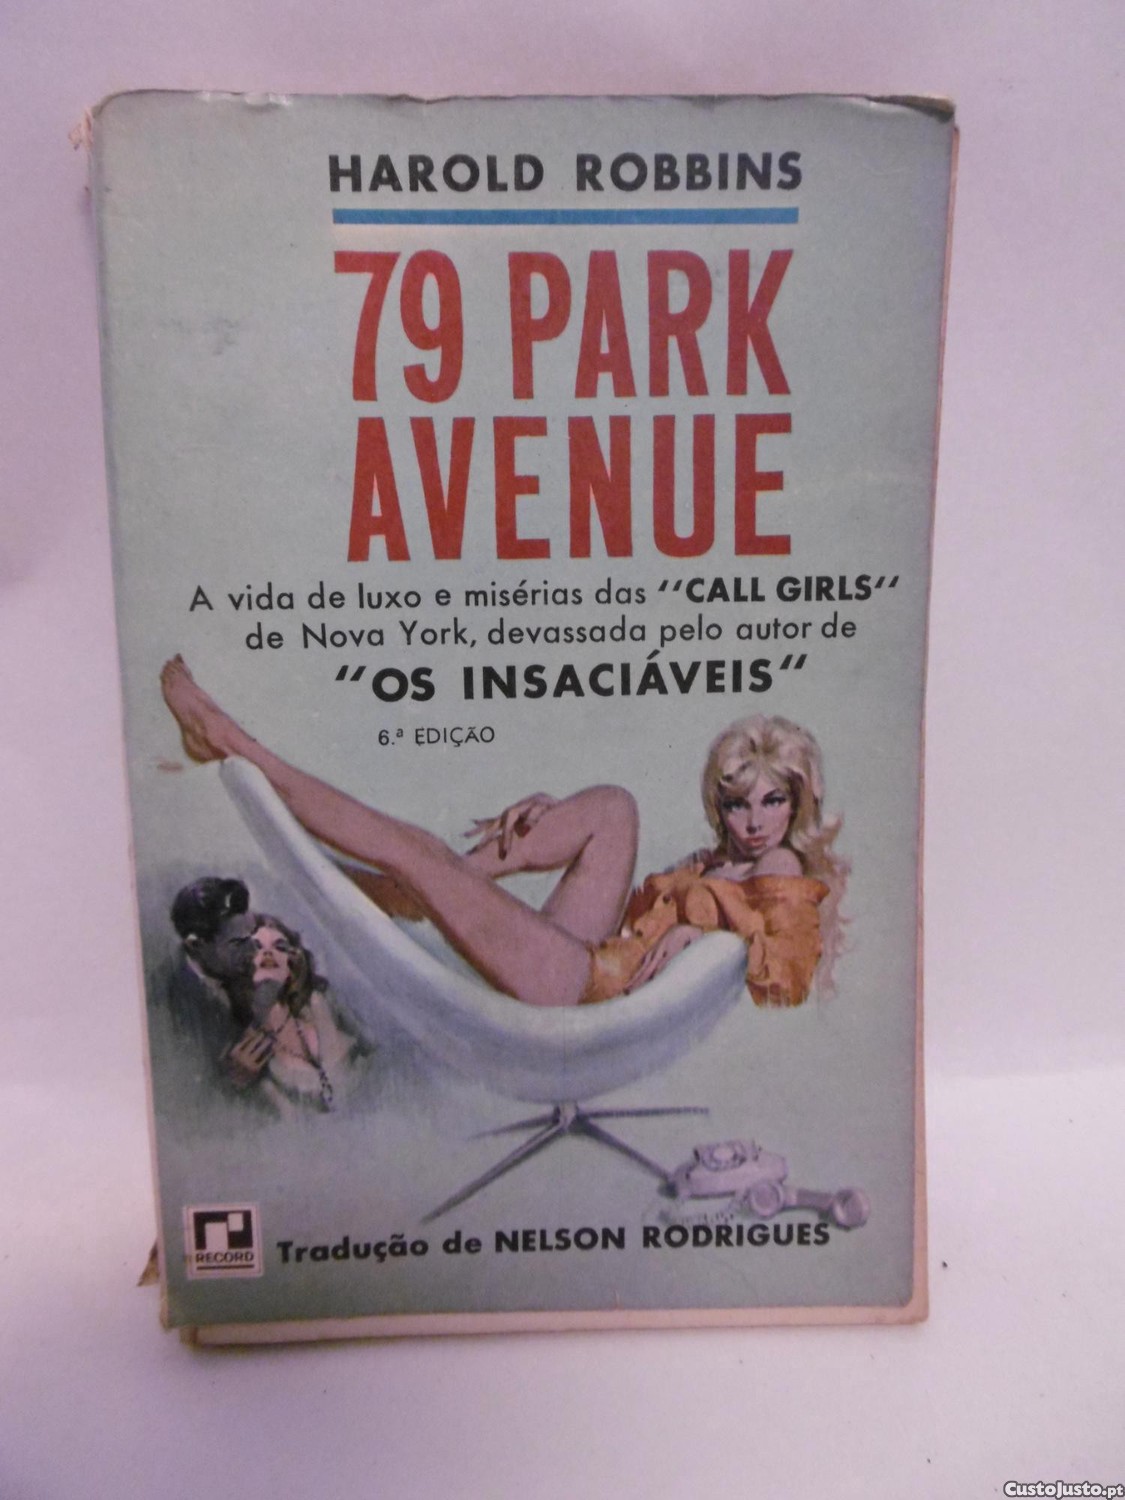 HAROLD ROBBINS
79 PARK
AVENUE
A vida de luxo e misérias das "CALL GIRLS"
de Nova York, devassada pelo autor de
"OS INSACIÁVEIS"
6.ª EDIÇÃO
RECORD
Tradução de NELSON RODRIGUES
CustoJusto.pt